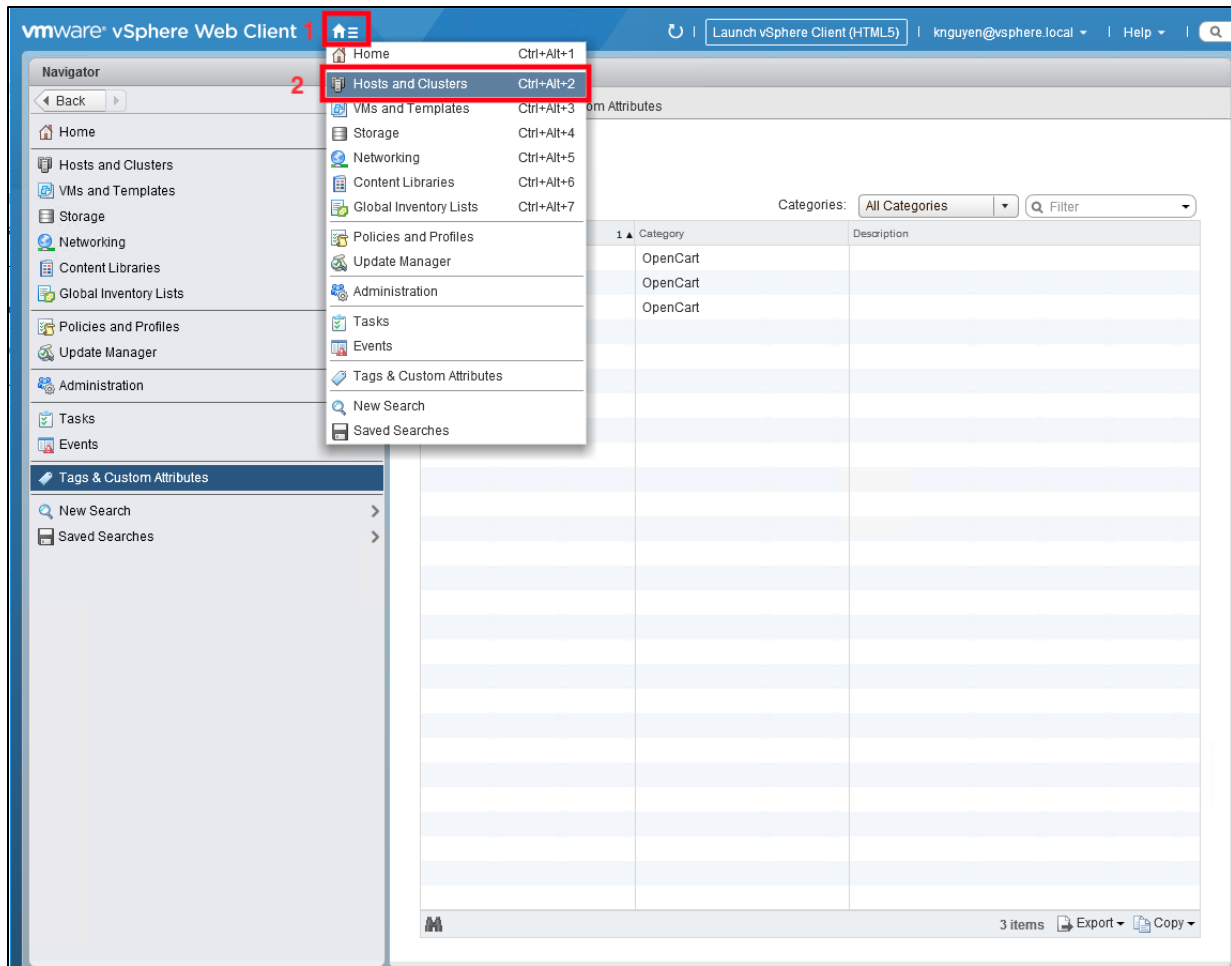 vmware® vSphere Web Client 1
Launch vSphere Client (HTML5)
knguyen@vsphere.local
Help
Navigator
Back
Home
Hosts and Clusters
VMs and Templates
Storage
Networking
Content Libraries
Global Inventory Lists
Policies and Profiles
Update Manager
Administration
Tasks
Events
Tags & Custom Attributes
New Search
Saved Searches
Home Ctrl+Alt+1
2 Hosts and Clusters Ctrl+Alt+2
VMs and Templates Ctrl+Alt+3
Storage Ctrl+Alt+4
Networking Ctrl+Alt+5
Content Libraries Ctrl+Alt+6
Global Inventory Lists Ctrl+Alt+7
Policies and Profiles
Update Manager
Administration
Tasks
Events
Tags & Custom Attributes
New Search
Saved Searches
om Attributes
Categories: All Categories Filter
1 Category Description
OpenCart
OpenCart
OpenCart
3 items Export Copy